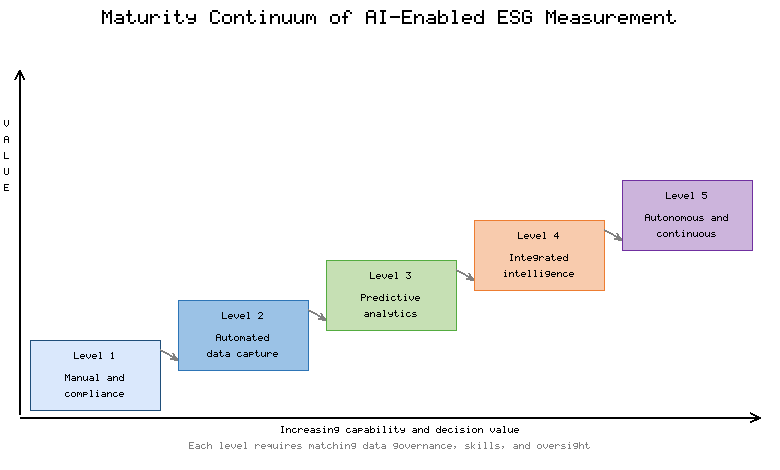 Maturity Continuum of AI-Enabled ESG Measurement
VALUE
Level 1
Manual and
compliance
Level 2
Automated
data capture
Level 3
Predictive
analytics
Level 4
Integrated
intelligence
Level 5
Autonomous and
continuous
Increasing capability and decision value
Each level requires matching data governance, skills, and oversight